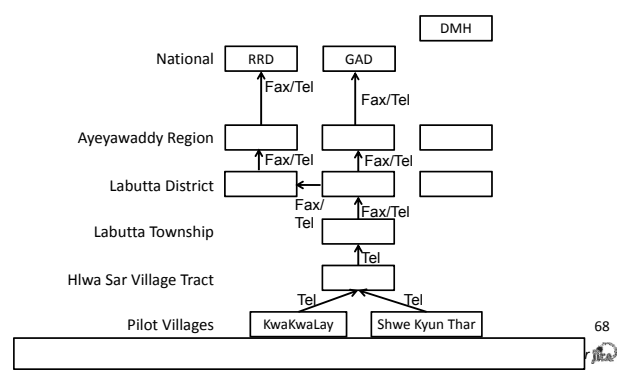 DMH
National RRD GAD
Fax/Tel
Fax/Tel
Ayeyawaddy Region
Fax/Tel Fax/Tel
Labutta District
Fax/
Tel Fax/Tel
Labutta Township
Tel
Hlwa Sar Village Tract
Tel Tel
Pilot Villages KwaKwaLay Shwe Kyun Thar
68
jica